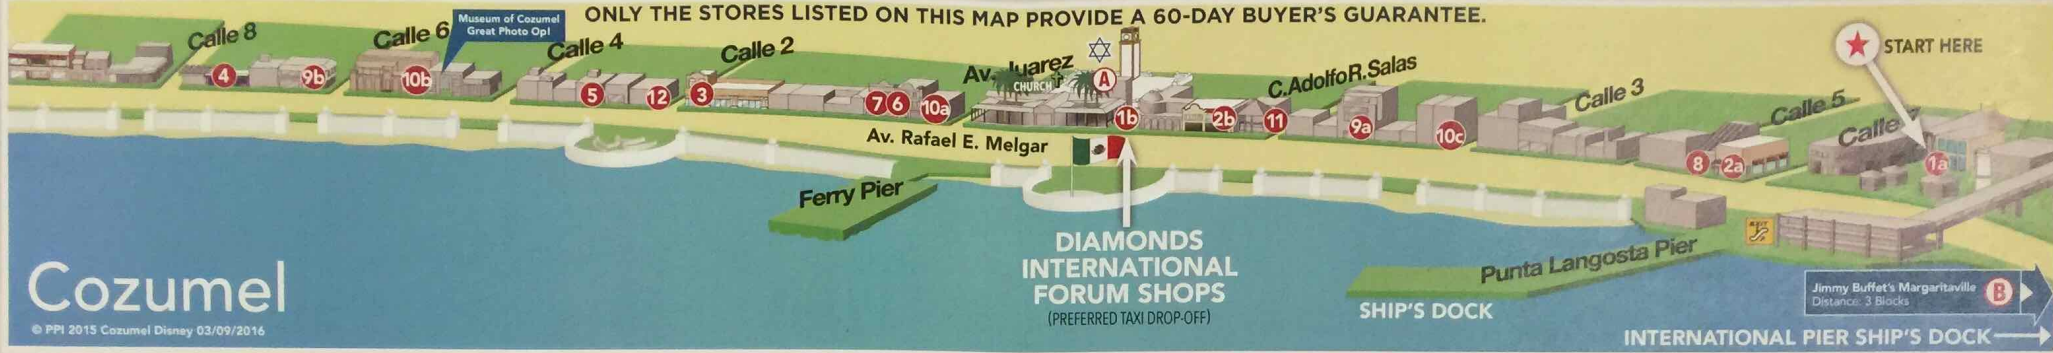 ONLY THE STORES LISTED ON THIS MAP PROVIDE A 60-DAY BUYER'S GUARANTEE.
Museum of Cozumel
Great Photo Op!
Calle 8
Calle 6
Calle 4
Calle 2
Av. Juarez
CHURCH
A
C.AdolfoR.Salas
Calle 3
Calle 5
Calle 7
START HERE
4
9b
10b
5
12
3
7
6
10a
1b
2b
11
9a
10c
8
2a
1a
Av. Rafael E. Melgar
Ferry Pier
DIAMONDS
INTERNATIONAL
FORUM SHOPS
(PREFERRED TAXI DROP-OFF)
Punta Langosta Pier
SHIP'S DOCK
EXIT
Jimmy Buffet's Margaritaville
Distance: 3 Blocks
B
INTERNATIONAL PIER SHIP'S DOCK
Cozumel
© PPI 2015 Cozumel Disney 03/09/2016